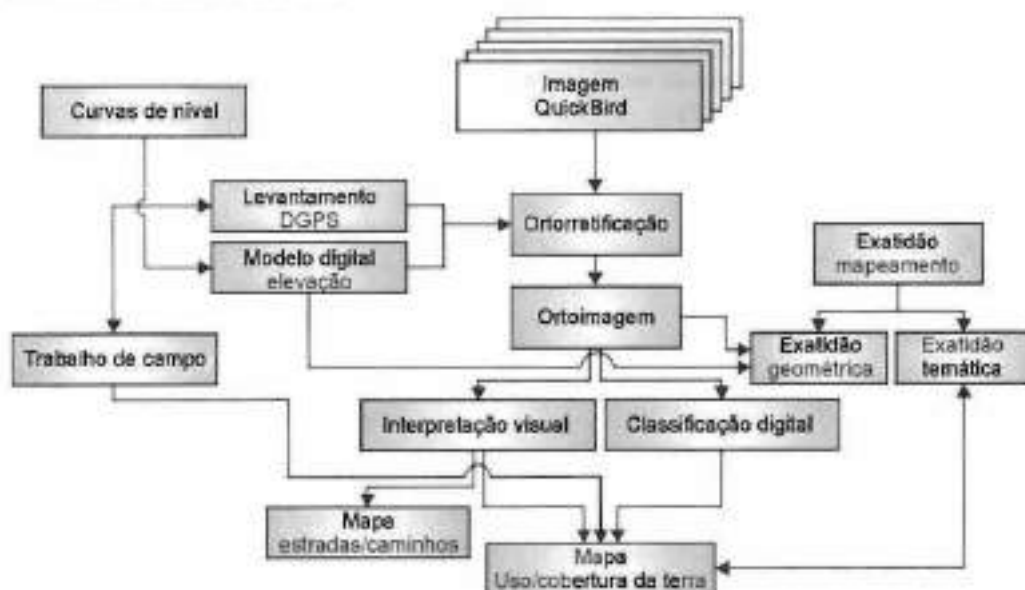 Imagem
QuickBird
Curvas de nível
Levantamento
DGPS
Ortorretificação
Modelo digital
elevação
Exatidão
mapeamento
Ortoimagem
Trabalho de campo
Exatidão
geométrica
Exatidão
temática
Interpretação visual
Classificação digital
Mapa
estradas/caminhos
Mapa
Uso/cobertura da terra